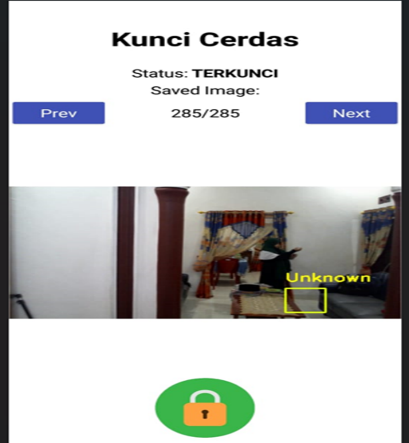 Kunci Cerdas
Status: TERKUNCI
Saved Image:
Prev 285/285 Next
Unknown